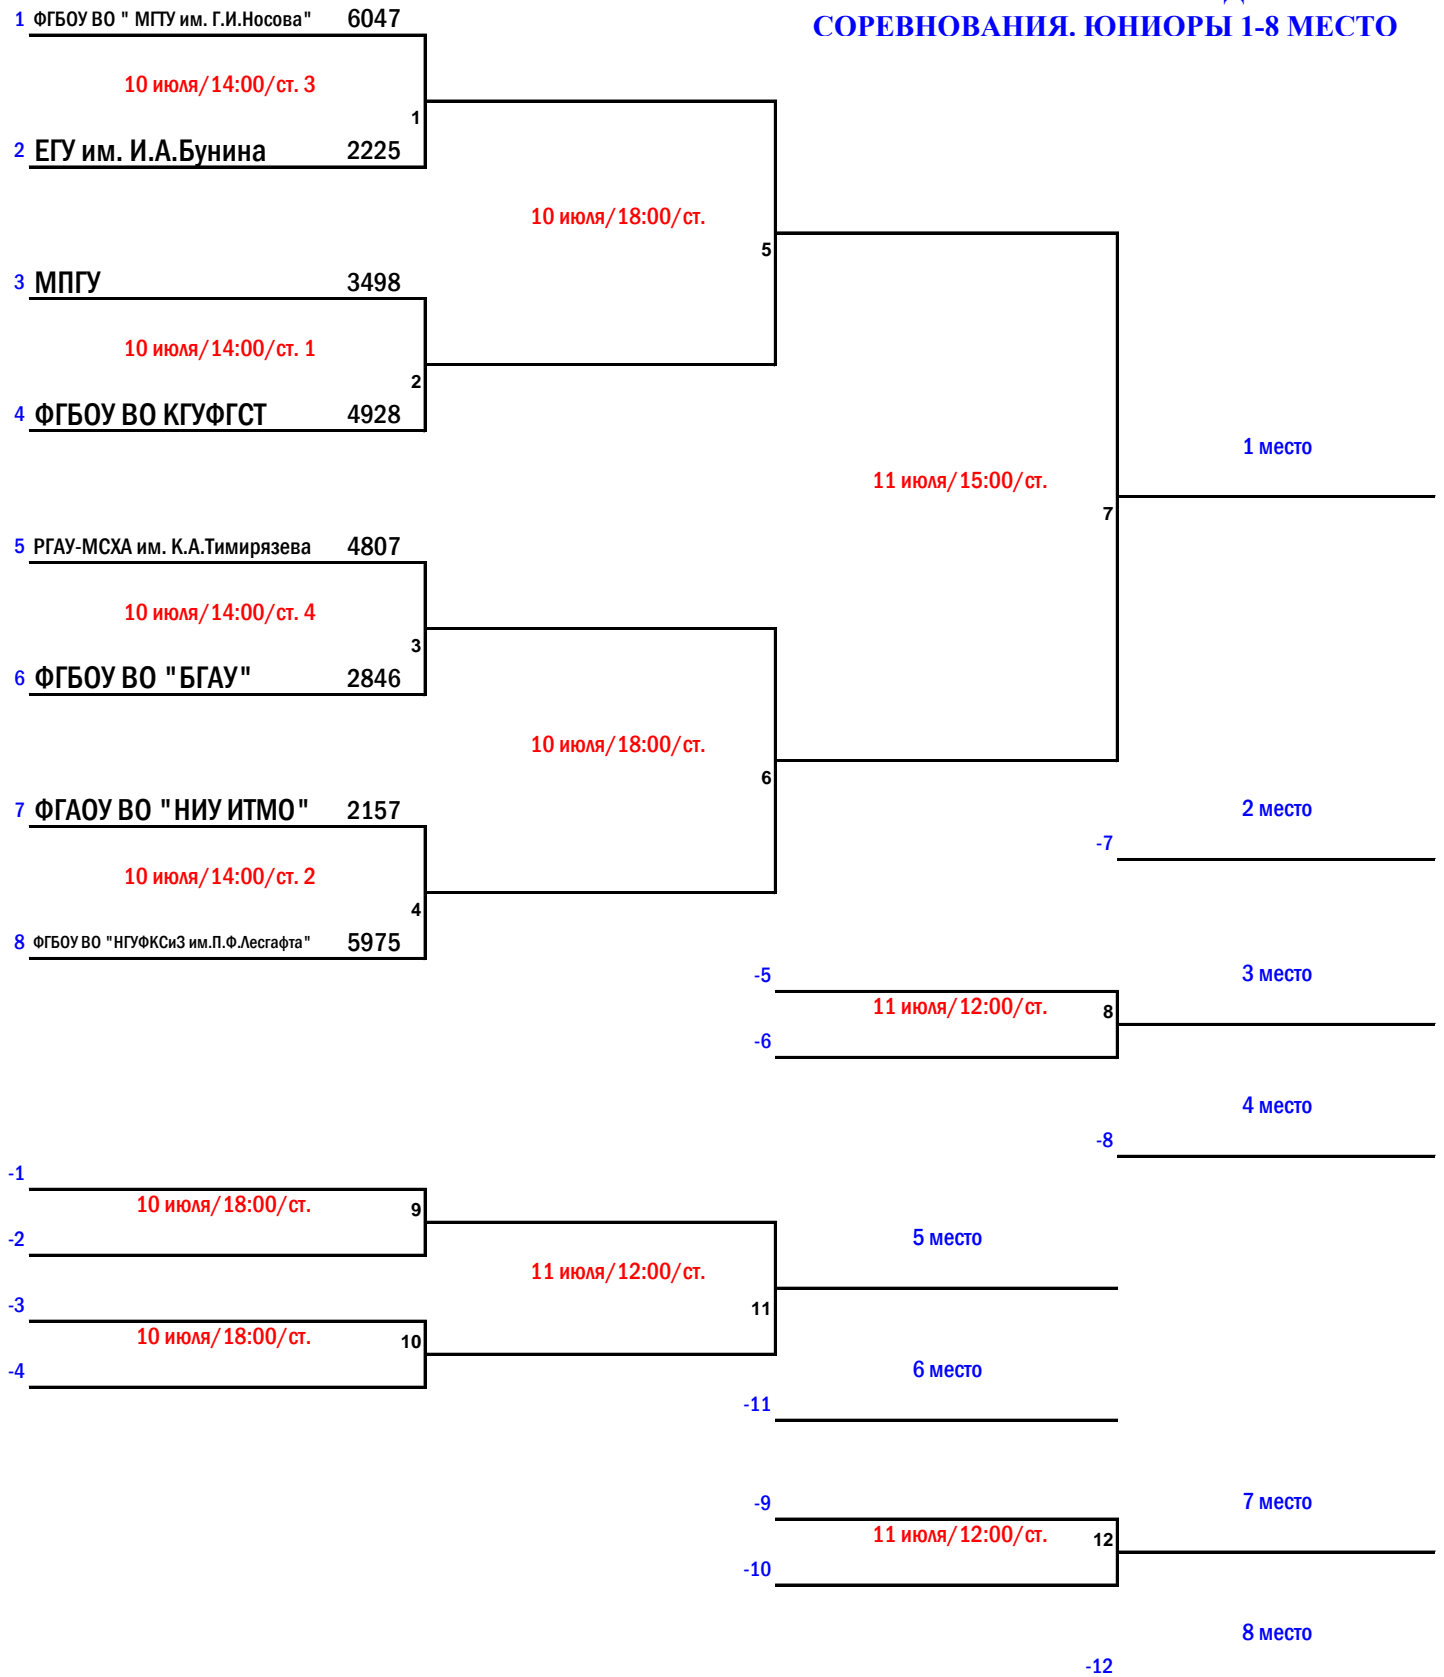 СОРЕВНОВАНИЯ. ЮНИОРЫ 1-8 МЕСТО
1 ФГБОУ ВО " МГТУ им. Г.И.Носова" 6047
10 июля/14:00/ст. 3
1
2 ЕГУ им. И.А.Бунина 2225
10 июля/18:00/ст.
5
3 МПГУ 3498
10 июля/14:00/ст. 1
2
4 ФГБОУ ВО КГУФГСТ 4928
1 место
11 июля/15:00/ст.
7
5 РГАУ-МСХА им. К.А.Тимирязева 4807
10 июля/14:00/ст. 4
3
6 ФГБОУ ВО "БГАУ" 2846
10 июля/18:00/ст.
6
7 ФГАОУ ВО "НИУ ИТМО" 2157
2 место
-7
10 июля/14:00/ст. 2
4
8 ФГБОУ ВО "НГУФКСиЗ им.П.Ф.Лесгафта" 5975
-5
3 место
11 июля/12:00/ст.
8
-6
4 место
-8
-1
10 июля/18:00/ст.
9
-2
5 место
11 июля/12:00/ст.
11
-3
10 июля/18:00/ст.
10
-4
6 место
-11
-9
7 место
11 июля/12:00/ст.
12
-10
8 место
-12